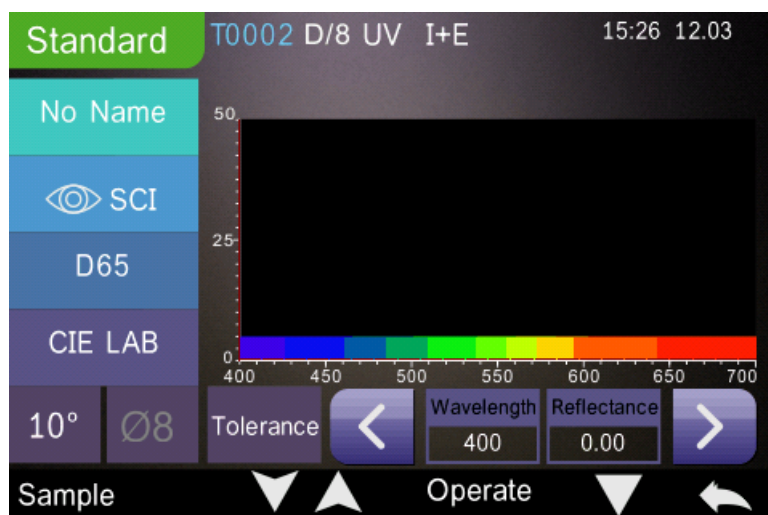 Standard
T0002 D/8 UV I+E
15:26 12.03
No Name
SCI
D65
CIE LAB
10° Ø8
50
25
0
400 450 500 550 600 650 700
Tolerance
Wavelength
400
Reflectance
0.00
Sample
Operate